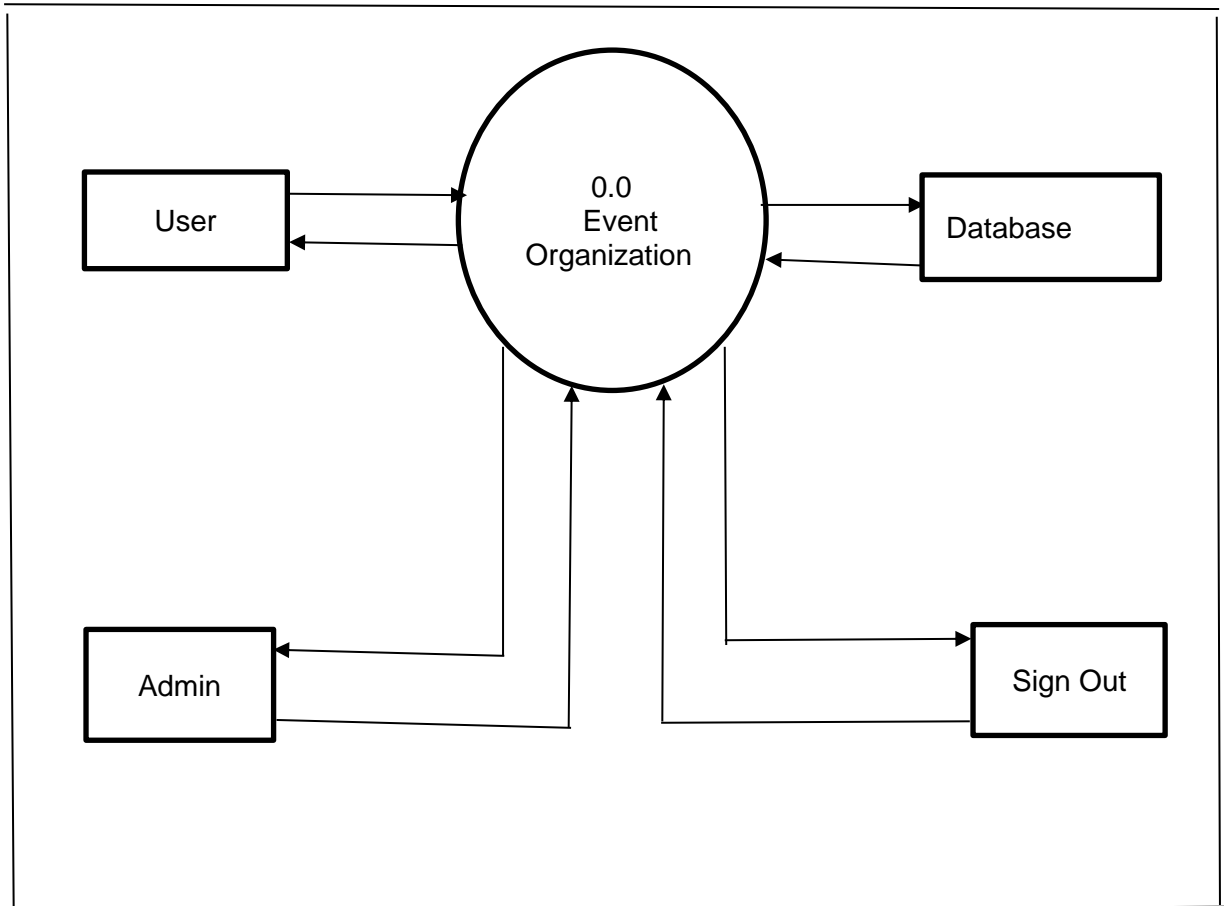 0.0
Event
Organization
User
Database
Admin
Sign Out